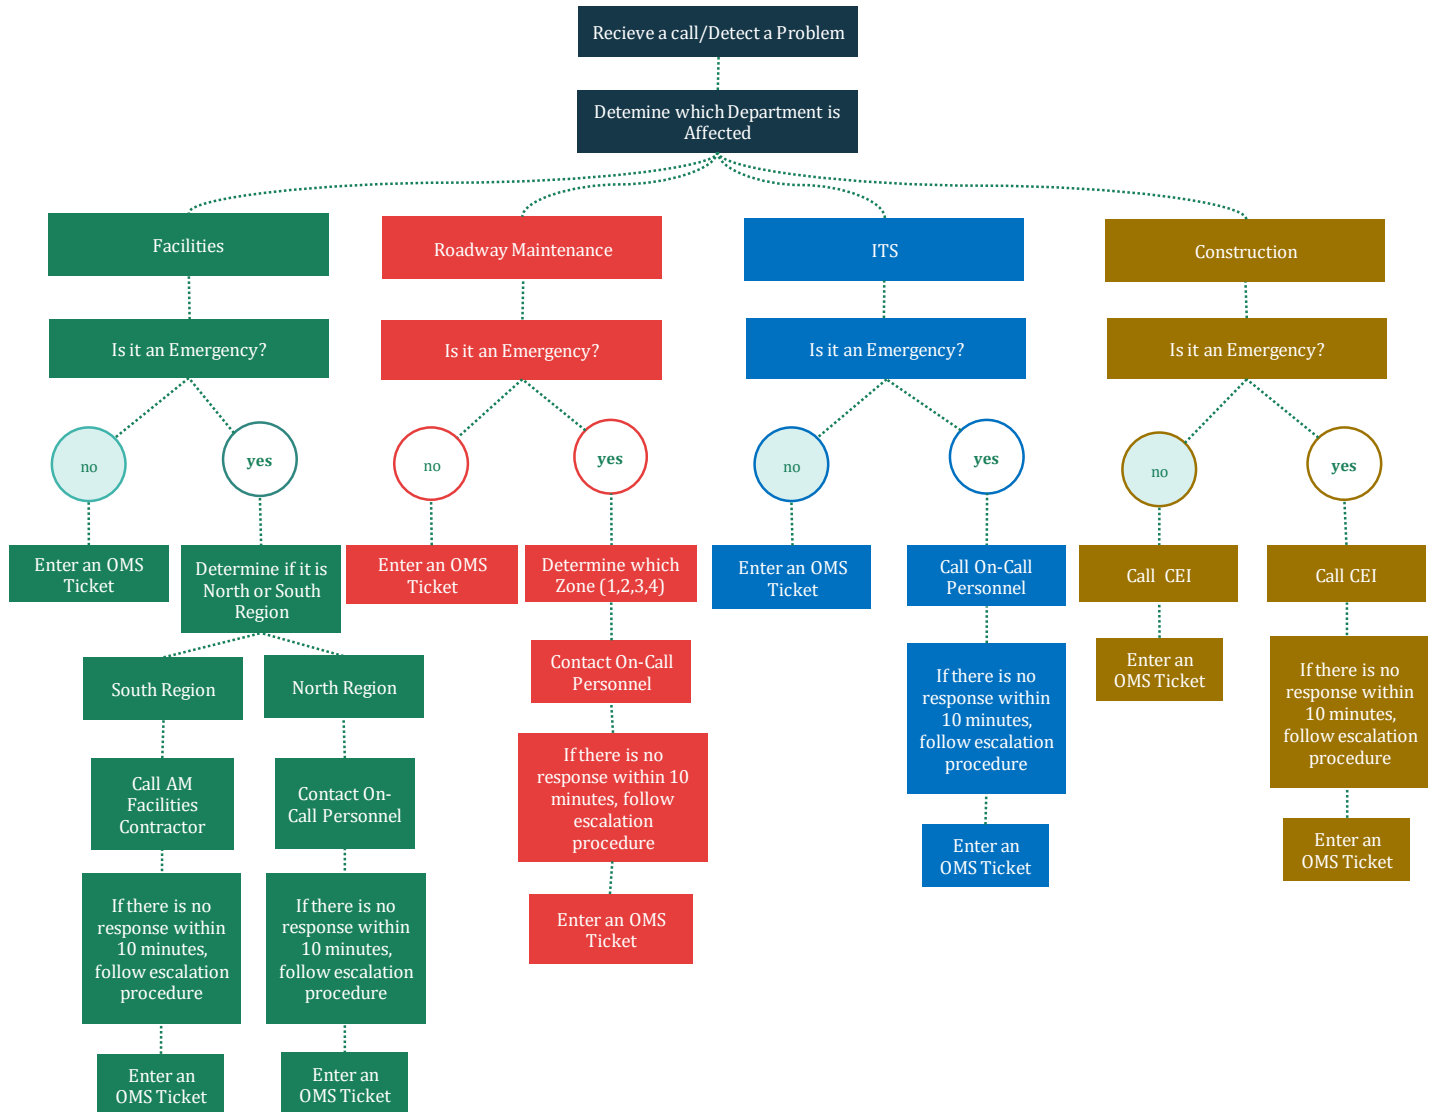 Recieve a call/Detect a Problem
Detemine which Department is
Affected
Facilities
Roadway Maintenance
ITS
Construction
Is it an Emergency?
Is it an Emergency?
Is it an Emergency?
Is it an Emergency?
no
yes
no
yes
no
yes
no
yes
Enter an OMS
Ticket
Determine if it is
North or South
Region
Enter an OMS
Ticket
Determine which
Zone (1,2,3,4)
Enter an OMS
Ticket
Call On-Call
Personnel
Call CEI
Call CEI
South Region
North Region
Contact On-Call
Personnel
If there is no
response within
10 minutes,
follow escalation
procedure
Enter an
OMS Ticket
If there is no
response within
10 minutes,
follow escalation
procedure
Call AM
Facilities
Contractor
Contact On-
Call Personnel
If there is no
response within 10
minutes, follow
escalation
procedure
Enter an
OMS Ticket
Enter an
OMS Ticket
If there is no
response within
10 minutes,
follow escalation
procedure
If there is no
response within
10 minutes,
follow escalation
procedure
Enter an OMS
Ticket
Enter an
OMS Ticket
Enter an
OMS Ticket